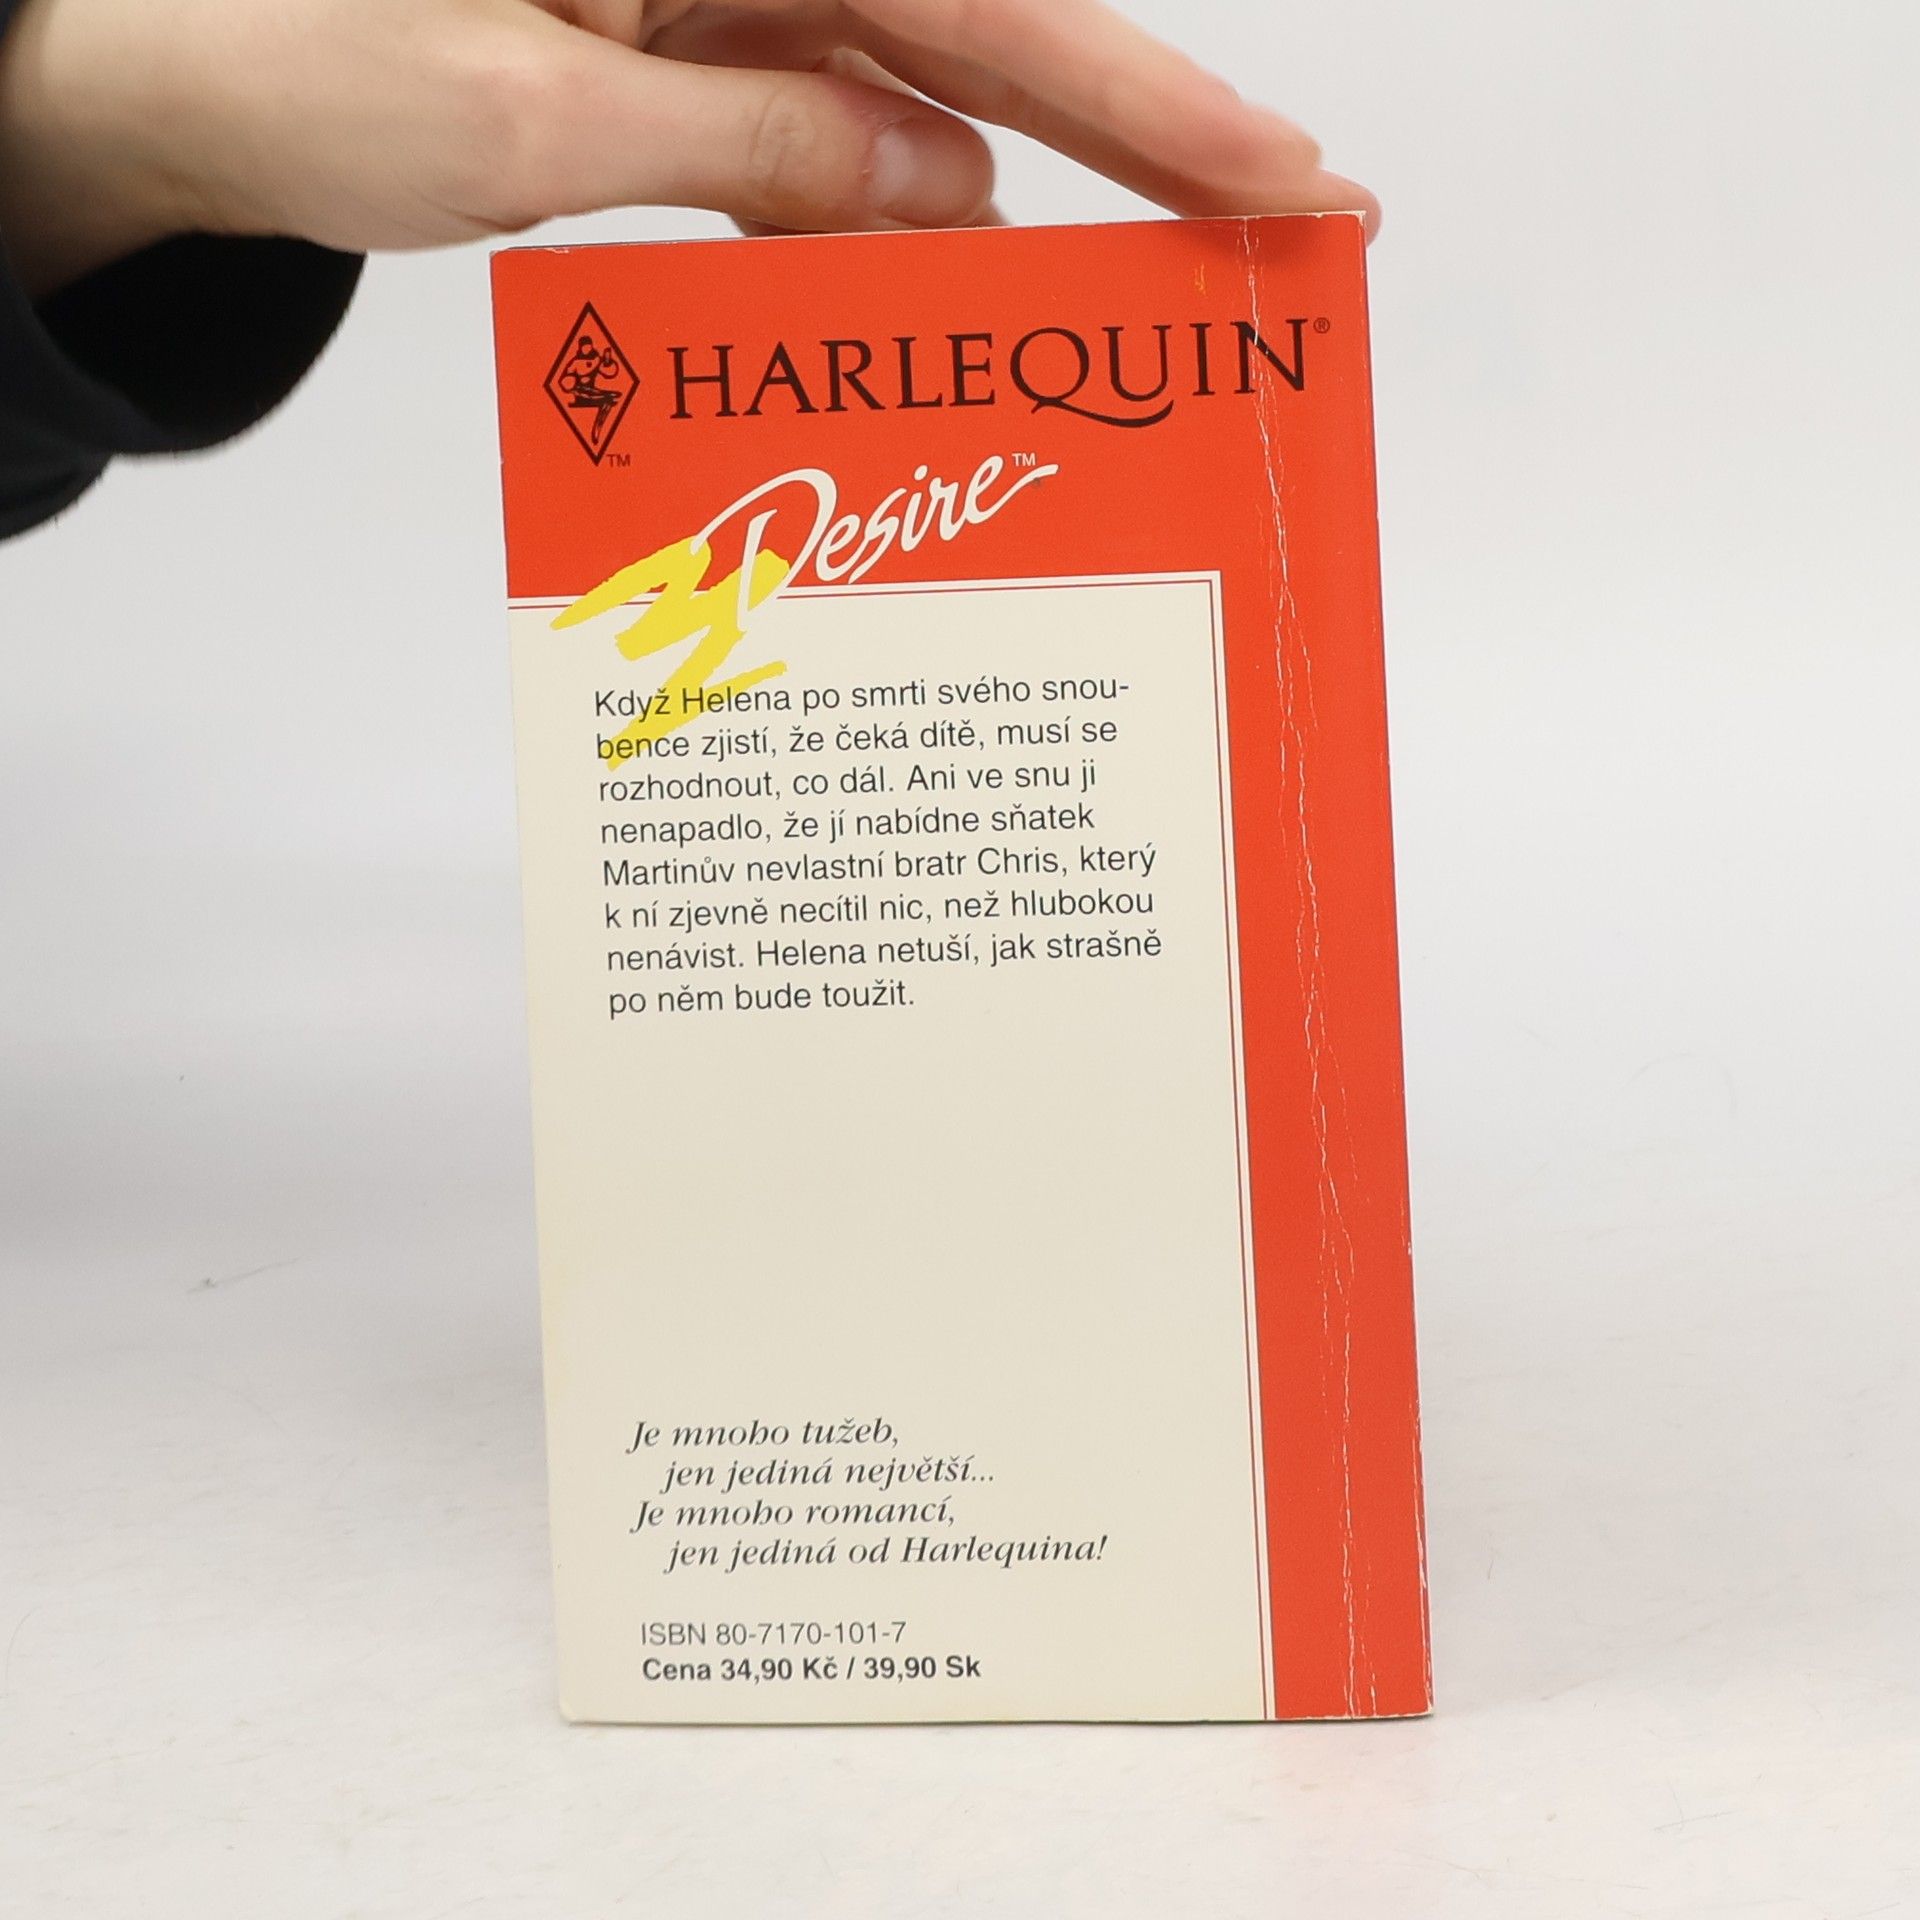 HARLEQUIN®
TM
Desire™
Když Helena po smrti svého snou-
bence zjistí, že čeká dítě, musí se
rozhodnout, co dál. Ani ve snu ji
nenapadlo, že jí nabídne sňatek
Martinův nevlastní bratr Chris, který
k ní zjevně necítil nic, než hlubokou
nenávist. Helena netuší, jak strašně
po něm bude toužit.
Je mnoho tužeb,
jen jediná největší...
Je mnoho romancí,
jen jediná od Harlequina!
ISBN 80-7170-101-7
Cena 34,90 Kč / 39,90 Sk